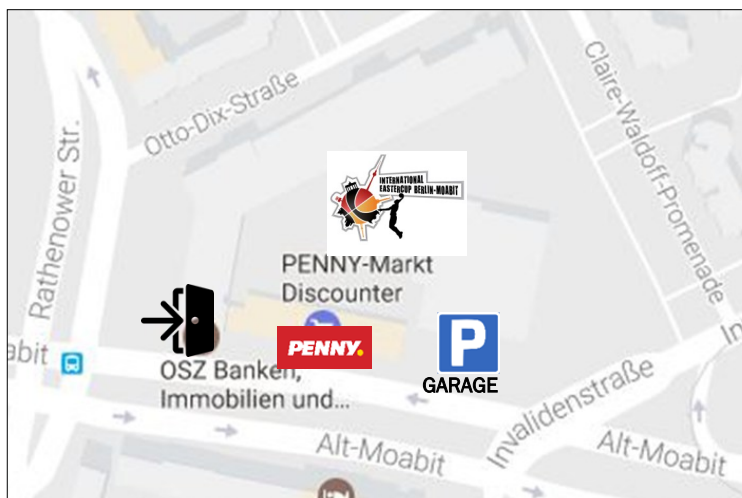 Otto-Dix-Straße
Claire-Waldoff-Promenade
Rathenower Str.
INTERNATIONAL
EASTERCUP BERLIN-MOABIT
PENNY-Markt
Discounter
PENNY.
P
GARAGE
abit
OSZ Banken,
Immobilien und...
Invalidenstraße
In
Alt-Moabit
Alt-Moabit